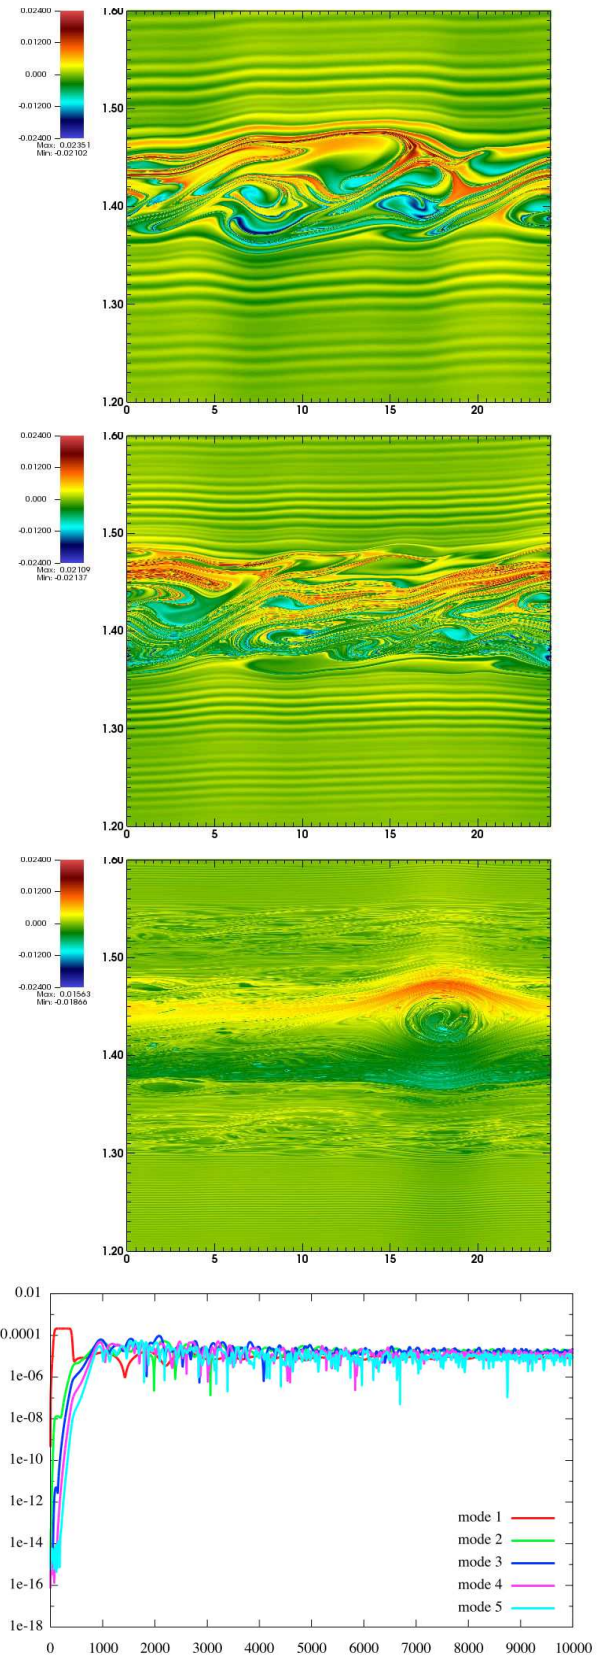 0.02400
0.01200
0.000
-0.01200
-0.02400
Max: 0.02351
Min: -0.02102
1.60
1.50
1.40
1.30
1.20
0 5 10 15 20
0.02400
0.01200
0.000
-0.01200
-0.02400
Max: 0.02109
Min: -0.02137
1.60
1.50
1.40
1.30
1.20
0 5 10 15 20
0.02400
0.01200
0.000
-0.01200
-0.02400
Max: 0.01563
Min: -0.01866
1.60
1.50
1.40
1.30
1.20
0 5 10 15 20
0.01
0.0001
1e-06
1e-08
1e-10
1e-12
1e-14
1e-16
1e-18
mode 1
mode 2
mode 3
mode 4
mode 5
0 1000 2000 3000 4000 5000 6000 7000 8000 9000 10000